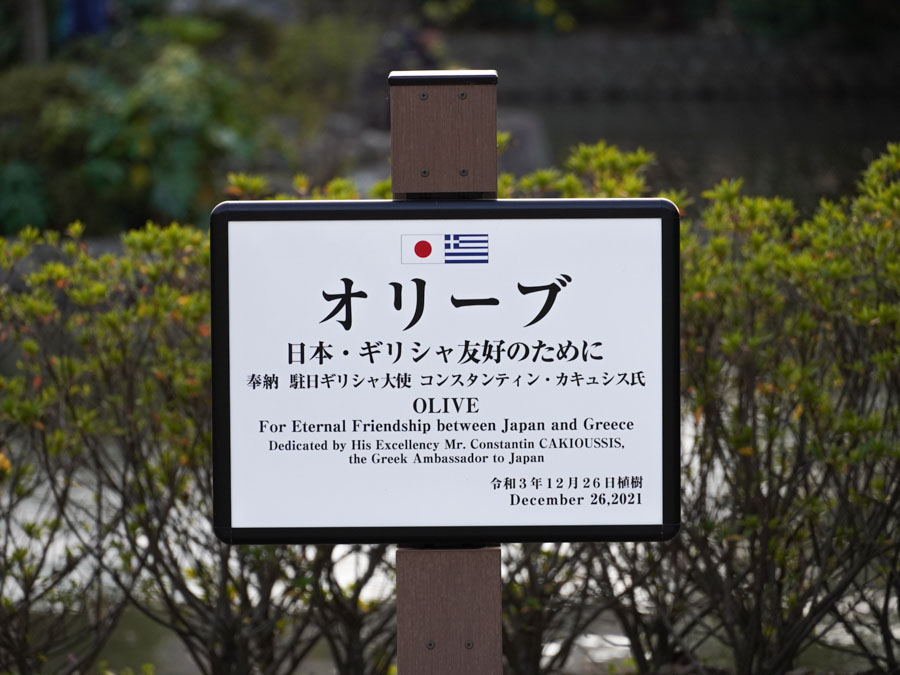 オリーブ
日本・ギリシャ友好のために
奉納 駐日ギリシャ大使 コンスタンティン・カキュシス氏
OLIVE
For Eternal Friendship between Japan and Greece
Dedicated by His Excellency Mr. Constantin CAKIOUSSIS,
the Greek Ambassador to Japan
令和3年12月26日植樹
December 26,2021